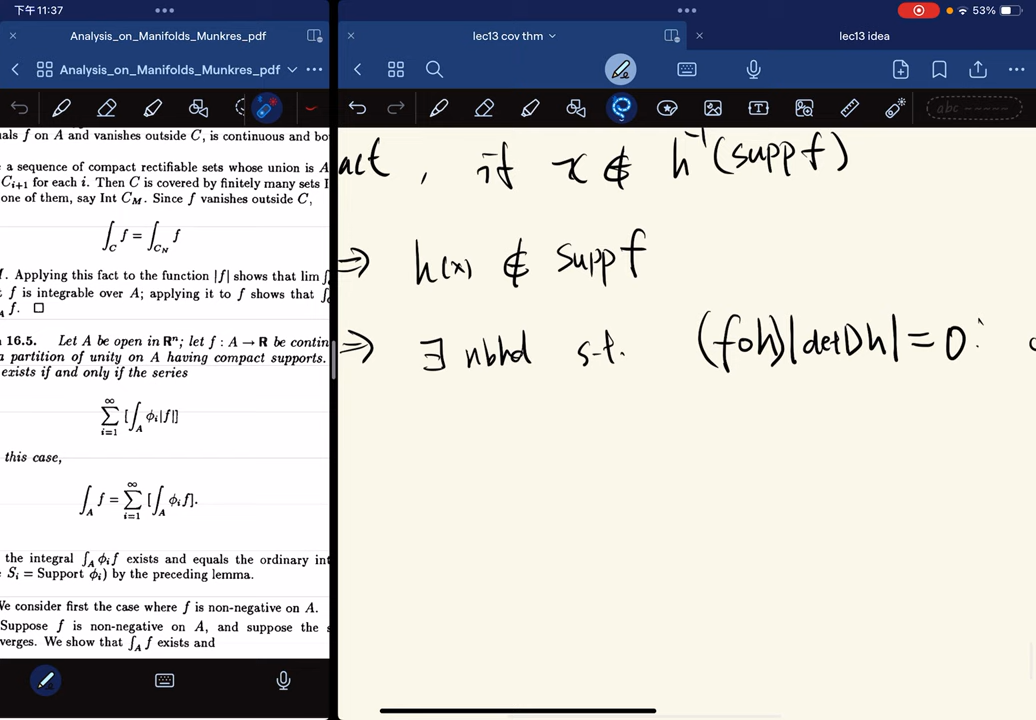 下午11:37
53%
Analysis_on_Manifolds_Munkres_pdf
lec13 cov thm
lec13 idea
Analysis_on_Manifolds_Munkres_pdf
abc
als f on A and vanishes outside C, is continuous and bo
a sequence of compact rectifiable sets whose union is A
C_{i+1} for each i. Then C is covered by finitely many sets I
one of them, say Int C_M. Since f vanishes outside C,
∫_C f = ∫_{C_N} f
. Applying this fact to the function |f| shows that lim ∫
f is integrable over A; applying it to f shows that ∫
f. □
16.5. Let A be open in R^n; let f : A → R be contin
partition of unity on A having compact supports.
exists if and only if the series
∑_{i=1}^∞ [∫_A ϕ_i|f|]
this case,
∫_A f = ∑_{i=1}^∞ [∫_A ϕ_i f].
the integral ∫_A ϕ_i f exists and equals the ordinary int
S_i = Support ϕ_i) by the preceding lemma.
We consider first the case where f is non-negative on A.
Suppose f is non-negative on A, and suppose the s
verges. We show that ∫_A f exists and
act , if x ∉ h^{-1}(supp f)
⇒ h(x) ∉ supp f
⇒ ∃ nbhd s.t. (f∘h)|det Dh| = 0